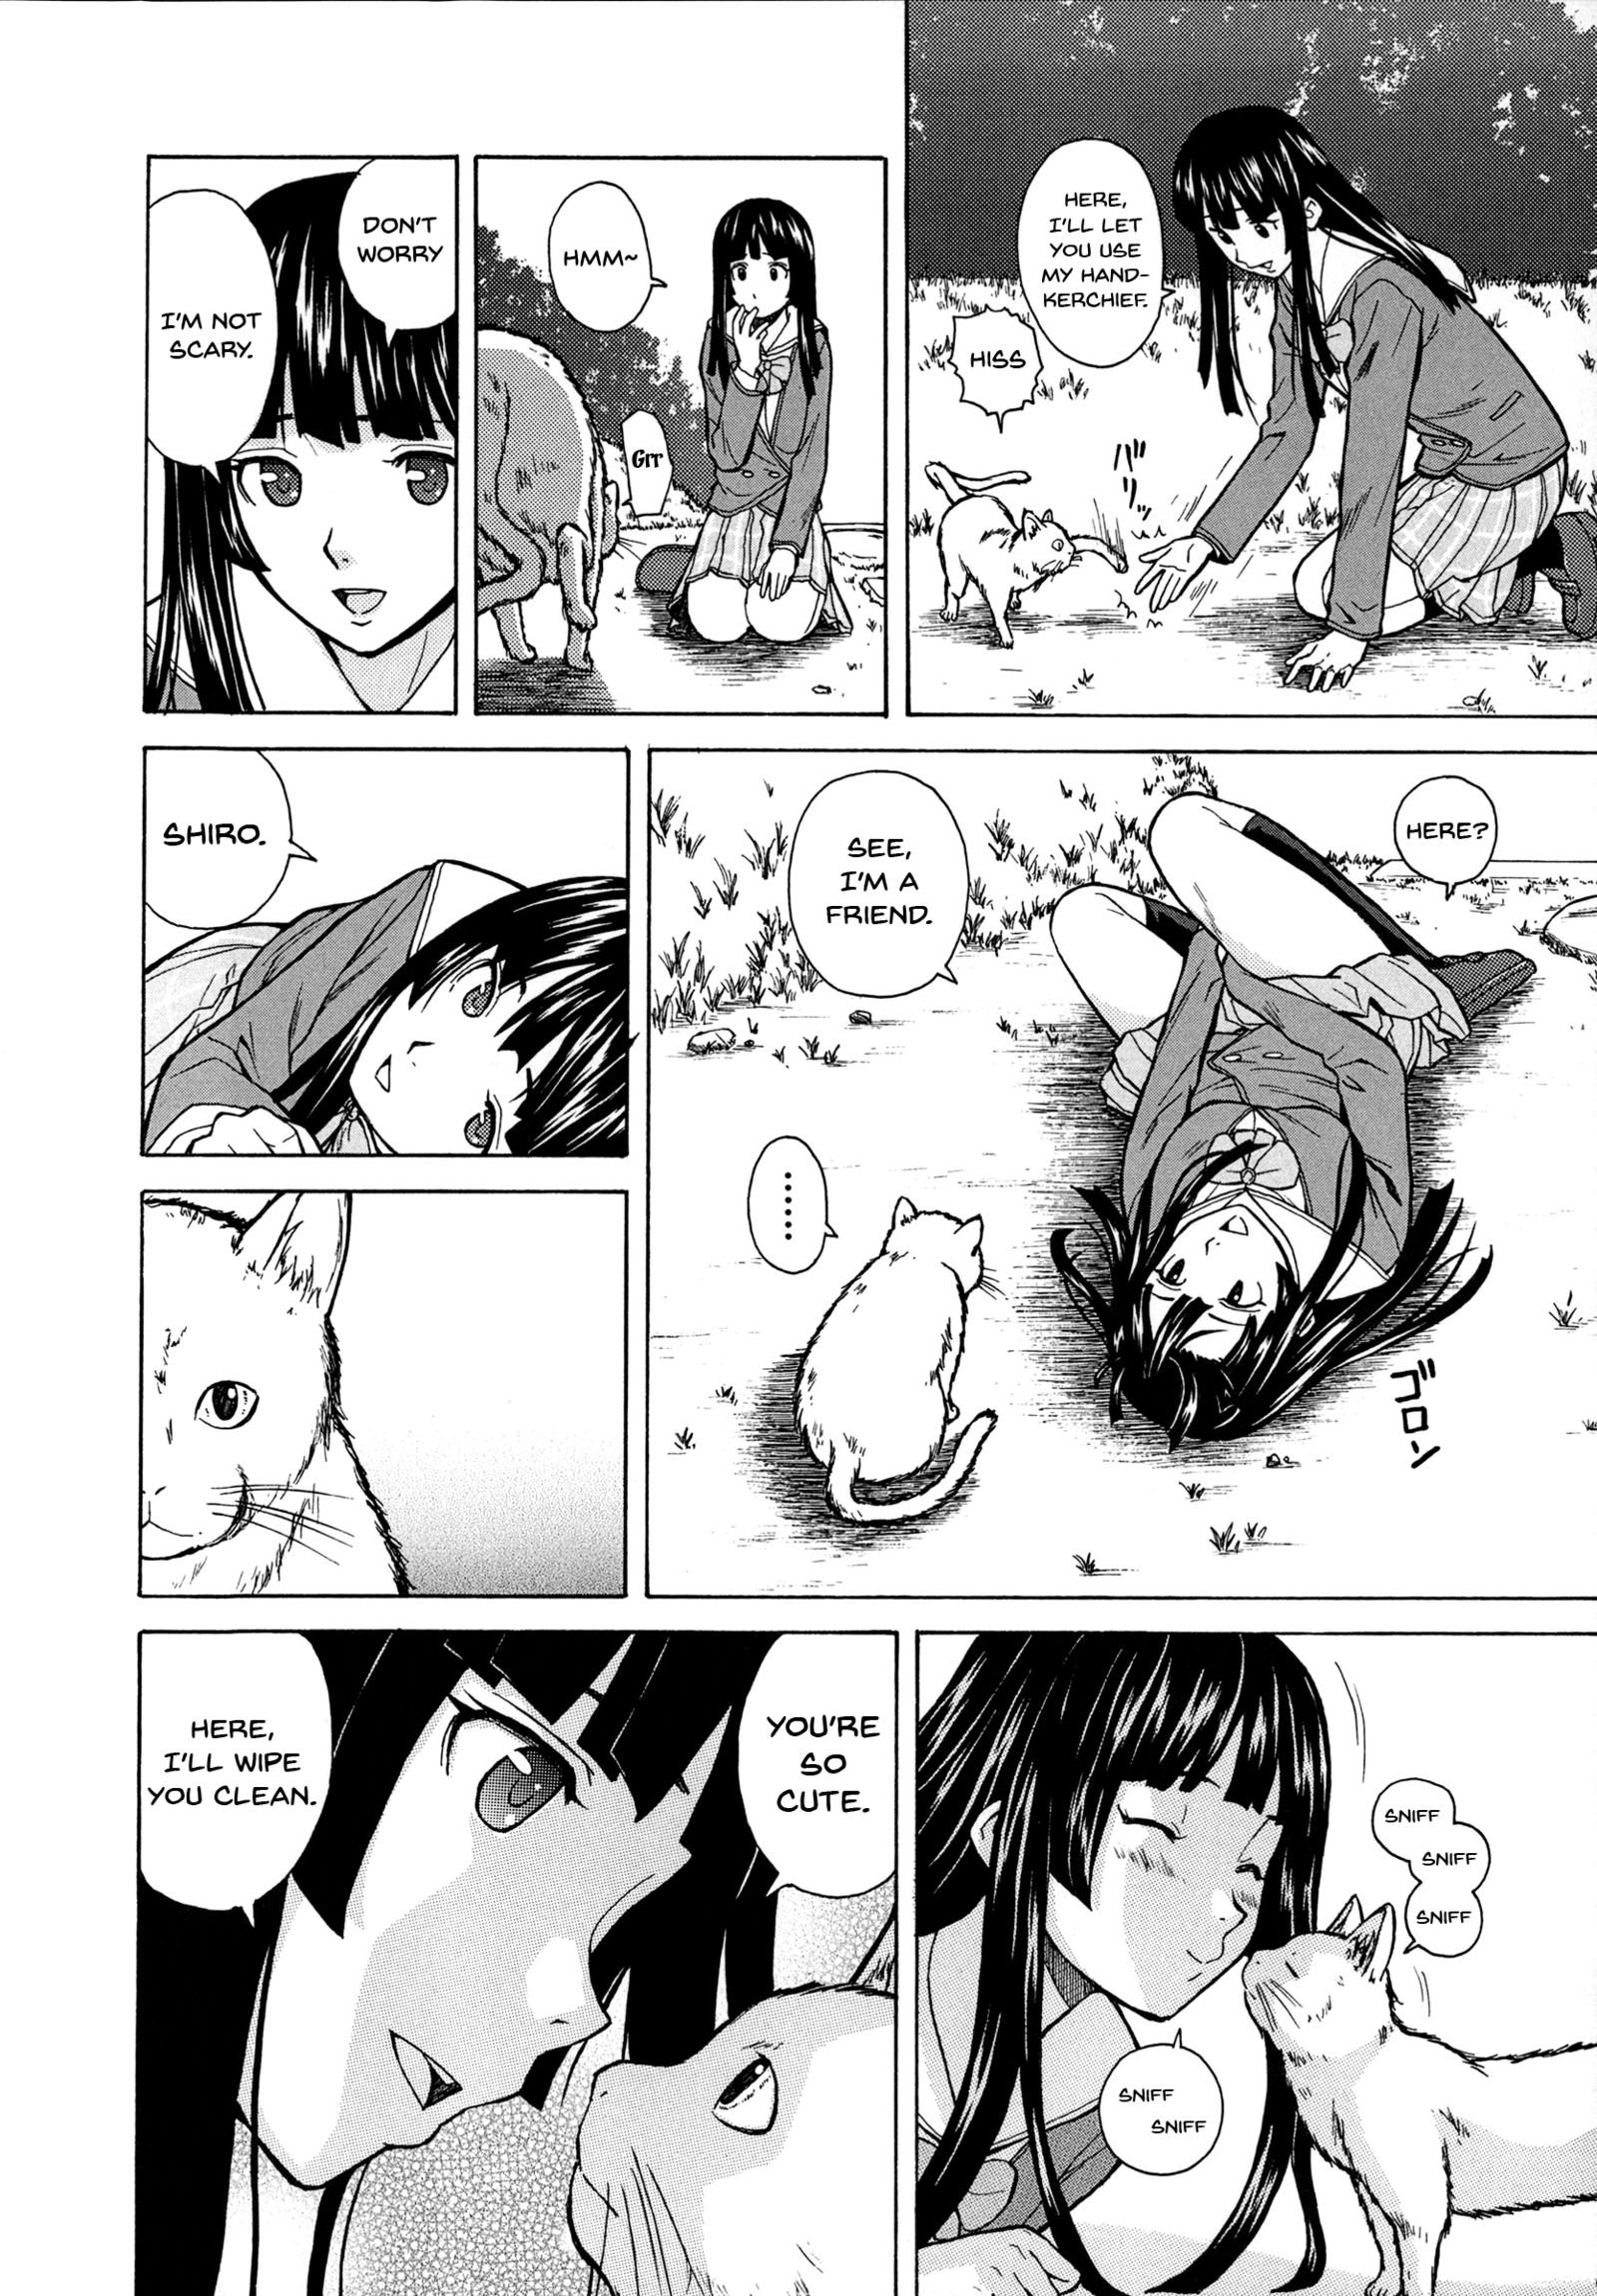 HERE,
I'LL LET
YOU USE
MY HAND-
KERCHIEF.
HISS
バリッ
HMM~
Grr
DON'T
WORRY
I'M NOT
SCARY.
HERE?
SEE,
I'M A
FRIEND.
......
ゴロン
SHIRO.
SNIFF
SNIFF
SNIFF
SNIFF
SNIFF
YOU'RE
SO
CUTE.
HERE,
I'LL WIPE
YOU CLEAN.